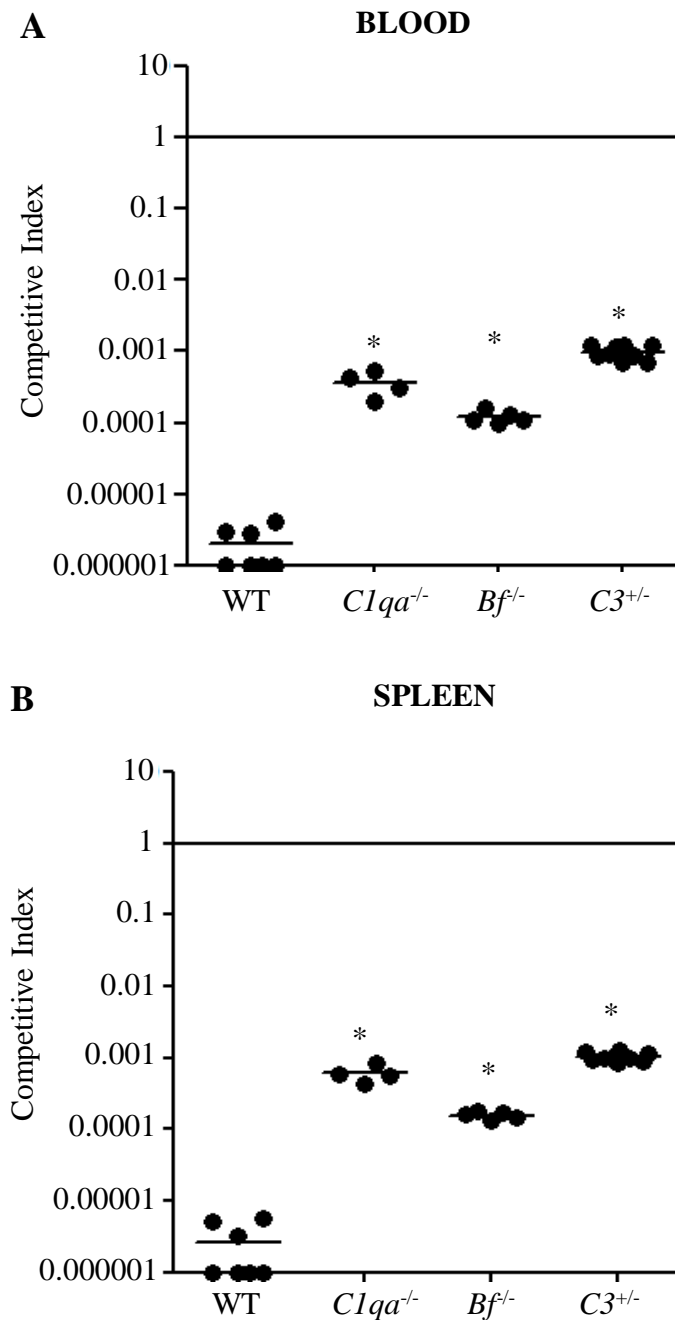 A
BLOOD
10
1
0.1
0.01
0.001
0.0001
0.00001
0.000001
Competitive Index
*
*
*
WT
C1qa-/-
Bf-/-
C3+/-
B
SPLEEN
10
1
0.1
0.01
0.001
0.0001
0.00001
0.000001
Competitive Index
*
*
*
WT
C1qa-/-
Bf-/-
C3+/-